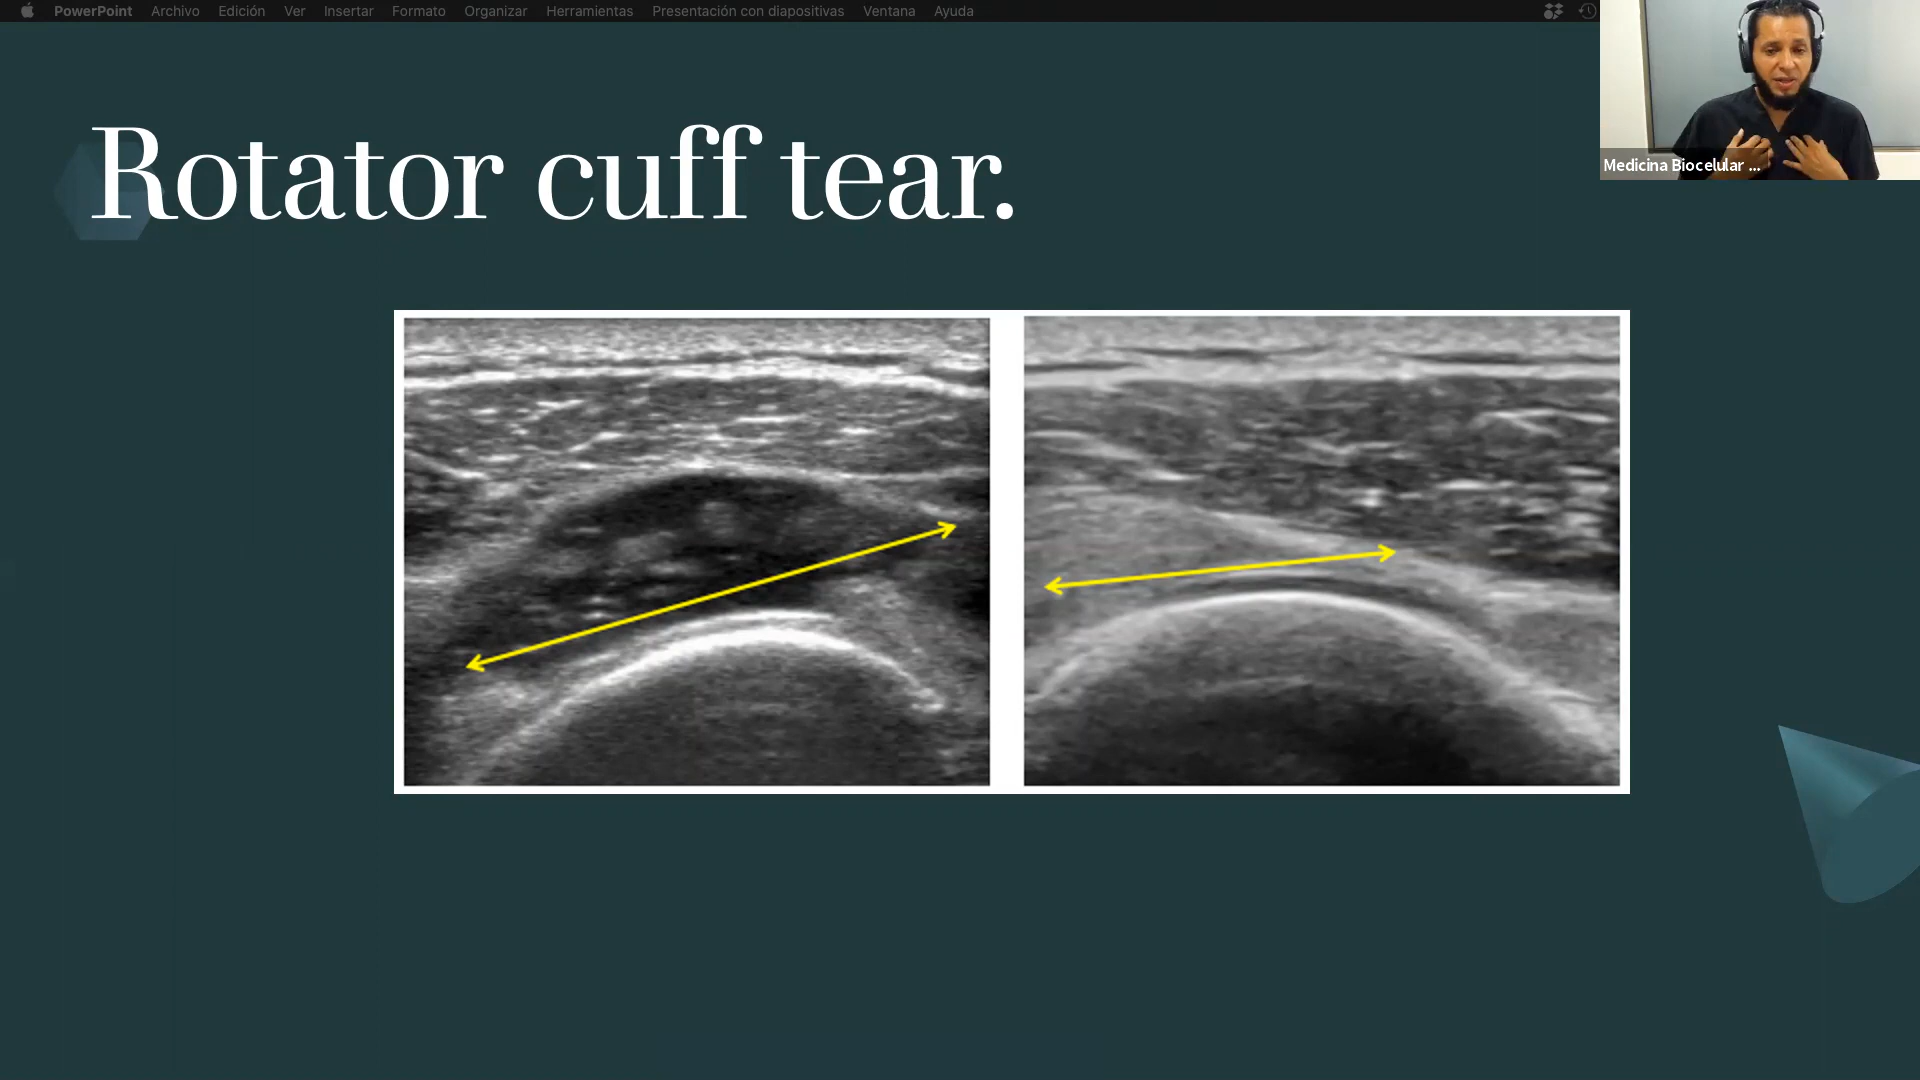 PowerPoint Archivo Edición Ver Insertar Formato Organizar Herramientas Presentación con diapositivas Ventana Ayuda
Medicina Biocelular ...
Rotator cuff tear.